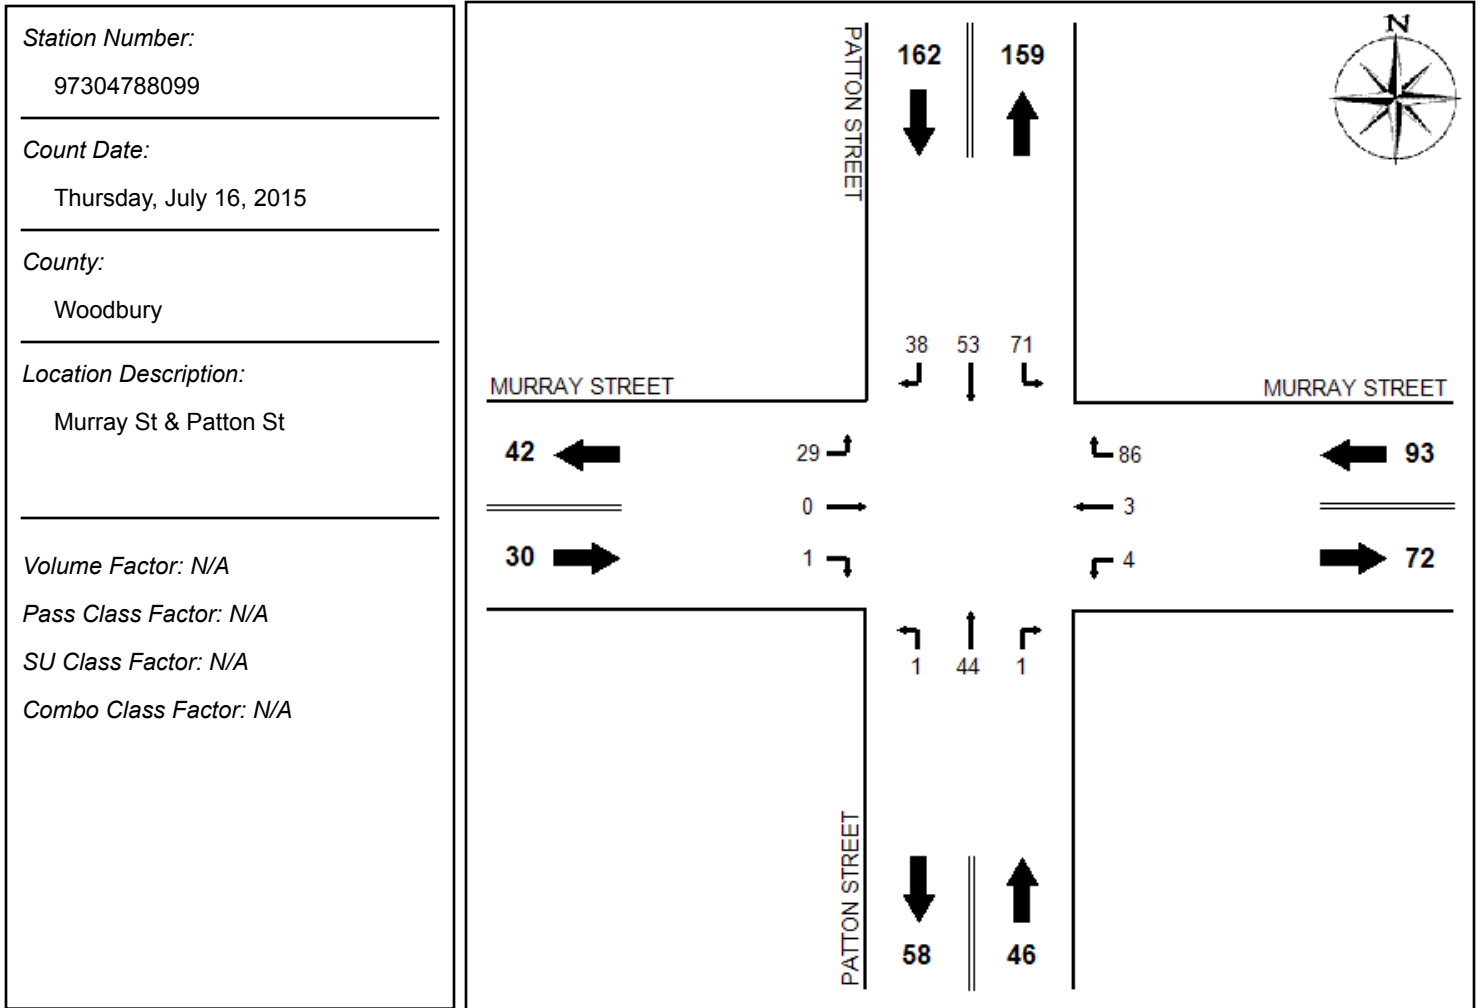 Station Number:
97304788099
Count Date:
Thursday, July 16, 2015
County:
Woodbury
Location Description:
Murray St & Patton St
Volume Factor: N/A
Pass Class Factor: N/A
SU Class Factor: N/A
Combo Class Factor: N/A
N
PATTON STREET
162 159
38 53 71
MURRAY STREET MURRAY STREET
42 29 86 93
0 3
30 1 4 72
1 44 1
PATTON STREET
58 46